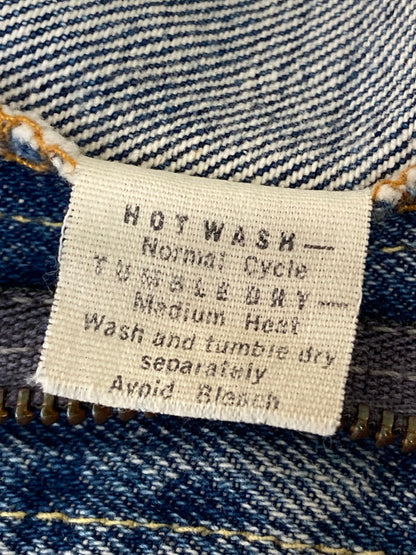 HOT WASH—
Normal Cycle
TUMBLE DRY—
Medium Heat
Wash and tumble dry
separately
Avoid Bleach